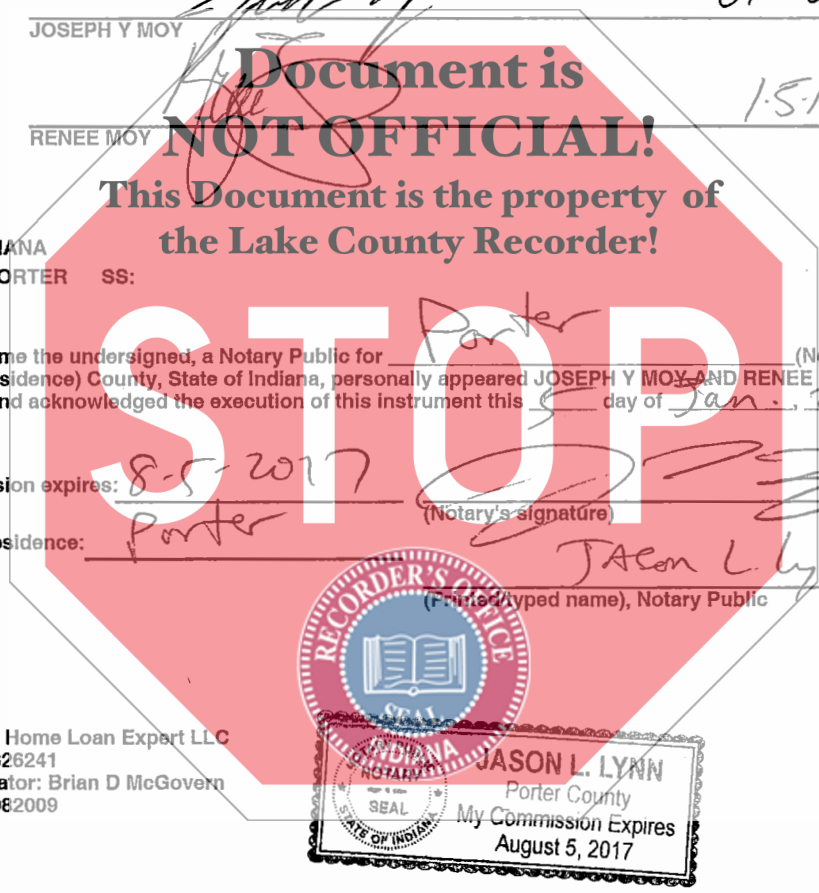 JOSEPH Y MOY
Document is
1-5-1
RENEE MOY
NOT OFFICIAL!
This Document is the property of
the Lake County Recorder!
IANA
ORTER SS:
STOP
me the undersigned, a Notary Public for Porter (N
sidence) County, State of Indiana, personally appeared JOSEPH Y MOY AND RENEE
nd acknowledged the execution of this instrument this 5 day of Jan.,
sion expires: 8-5-2017
(Notary's signature)
sidence: Porter
JASON L. Ly
(Printed/typed name), Notary Public
RECORDER'S OFFICE
SEAL
INDIANA
Home Loan Expert LLC
26241
ator: Brian D McGovern
82009
NOTARY
SEAL
STATE OF INDIANA
JASON L. LYNN
Porter County
My Commission Expires
August 5, 2017